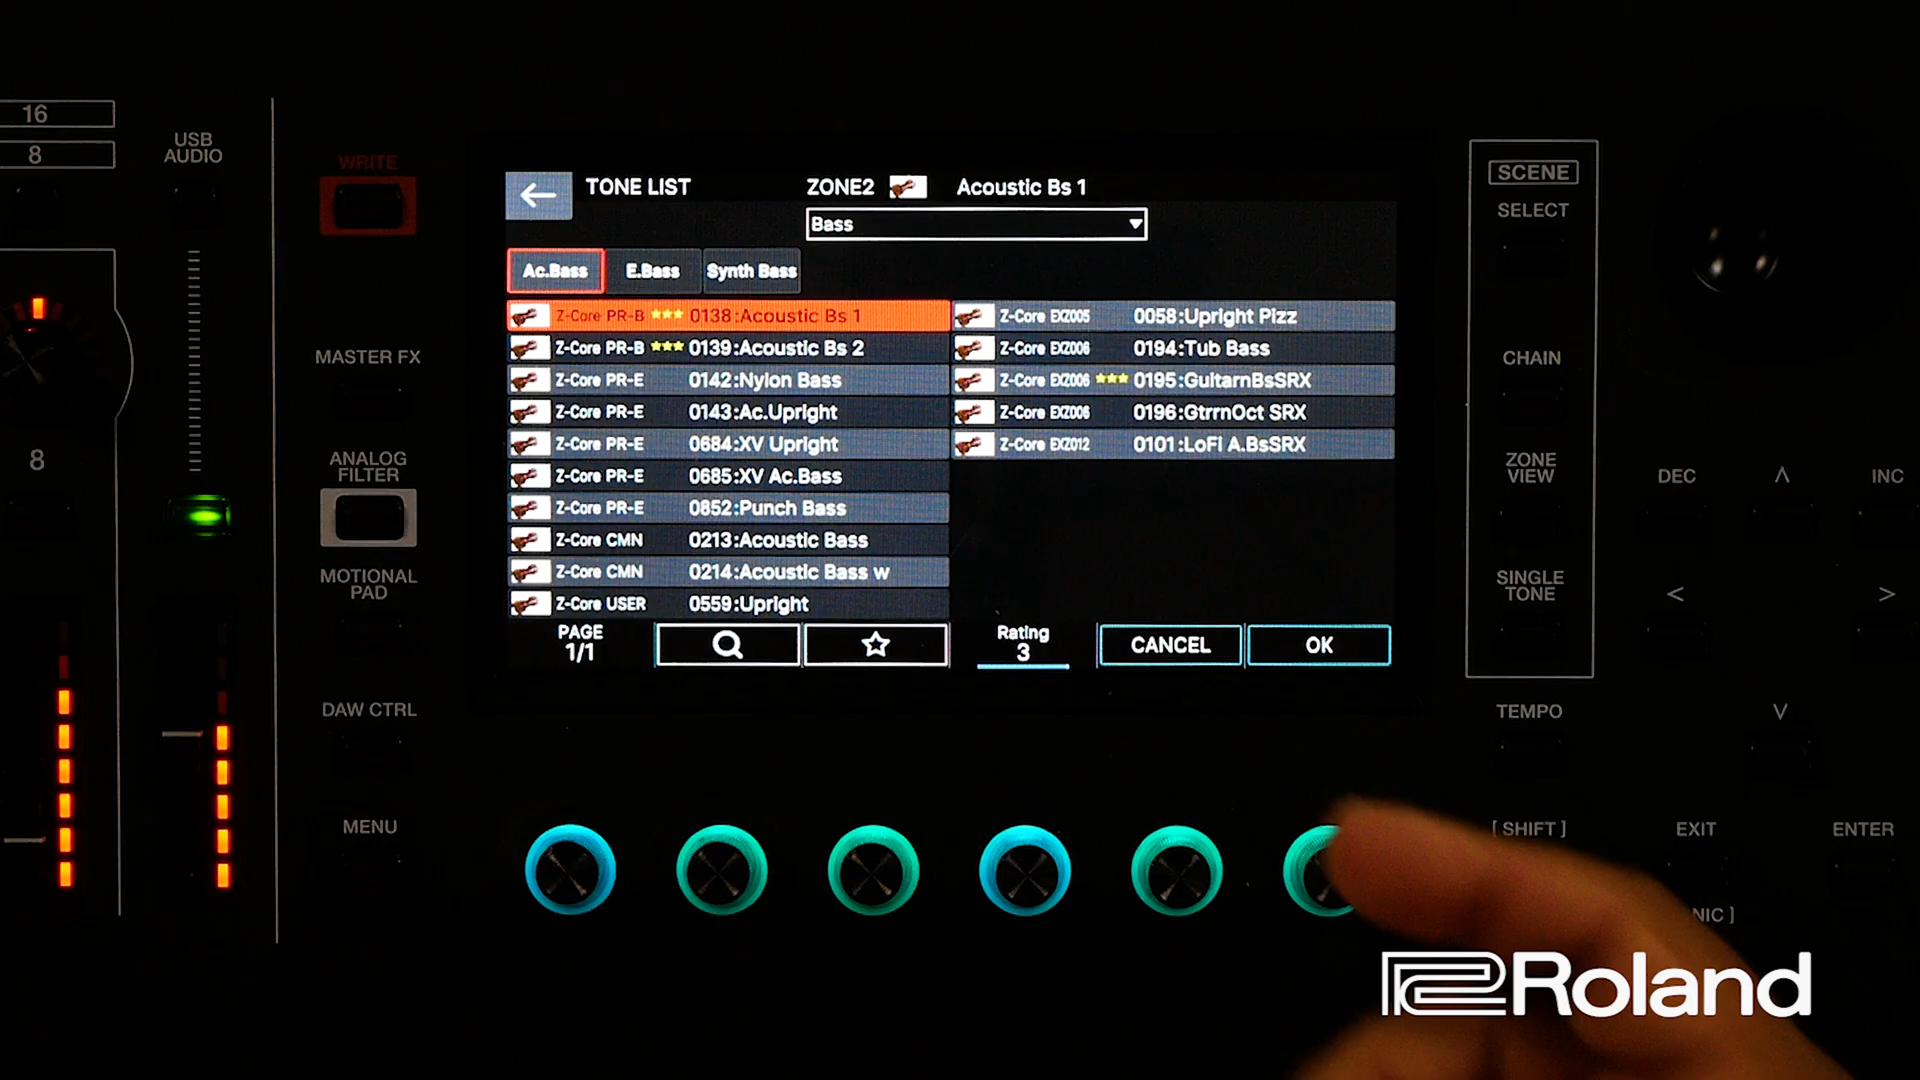 16
8
USB
AUDIO
8
WRITE
MASTER FX
ANALOG
FILTER
MOTIONAL
PAD
DAW CTRL
MENU
TONE LIST
ZONE2
Acoustic Bs 1
Bass
Ac.Bass
E.Bass
Synth Bass
Z-Core PR-B ★★★ 0138:Acoustic Bs 1
Z-Core PR-B ★★★ 0139:Acoustic Bs 2
Z-Core PR-E 0142:Nylon Bass
Z-Core PR-E 0143:Ac.Upright
Z-Core PR-E 0684:XV Upright
Z-Core PR-E 0685:XV Ac.Bass
Z-Core PR-E 0852:Punch Bass
Z-Core CMN 0213:Acoustic Bass
Z-Core CMN 0214:Acoustic Bass w
Z-Core USER 0559:Upright
Z-Core EXZ005 0058:Upright Pizz
Z-Core EXZ006 0194:Tub Bass
Z-Core EXZ006 ★★★ 0195:GuitarnBsSRX
Z-Core EXZ006 0196:GtrrnOct SRX
Z-Core EXZ012 0101:LoFi A.BsSRX
PAGE
1/1
Rating
3
CANCEL
OK
SCENE
SELECT
CHAIN
ZONE
VIEW
SINGLE
TONE
TEMPO
[ SHIFT ]
DEC
INC
EXIT
ENTER
NIC ]
Roland